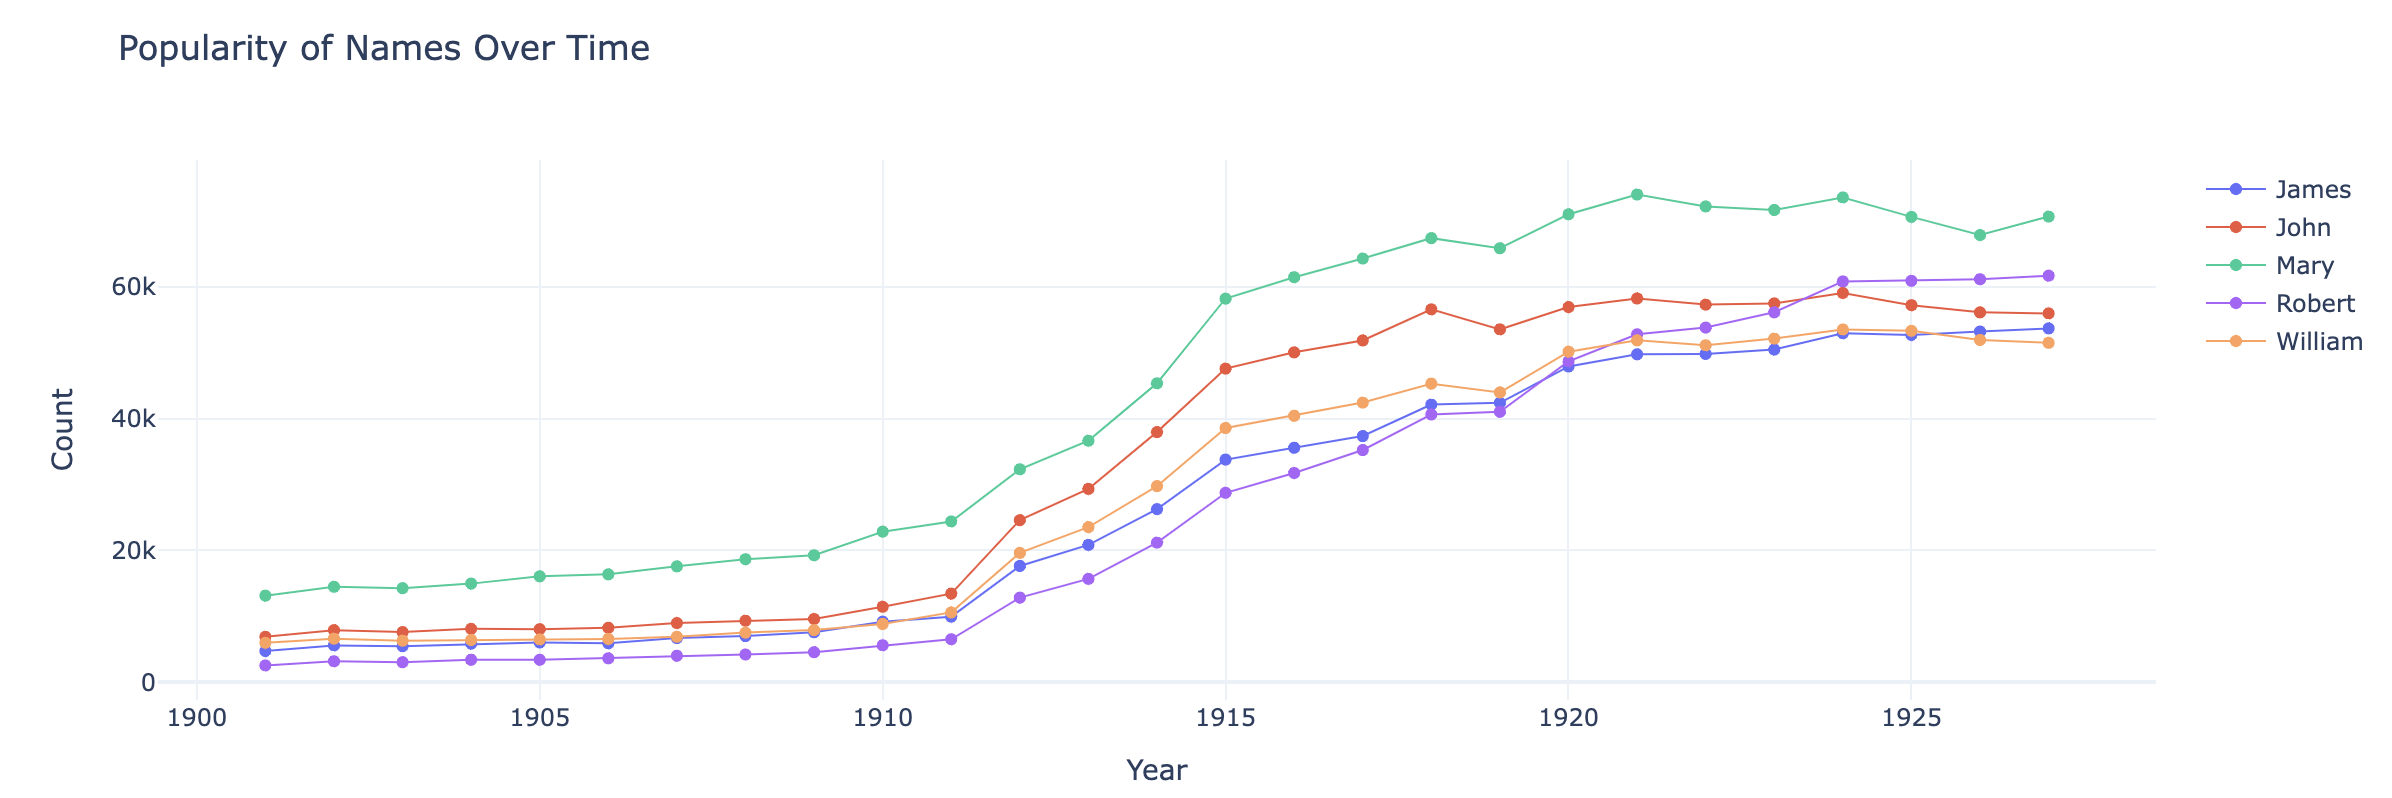 Popularity of Names Over Time
James
John
Mary
Robert
William
60k
40k
20k
0
Count
1900 1905 1910 1915 1920 1925
Year